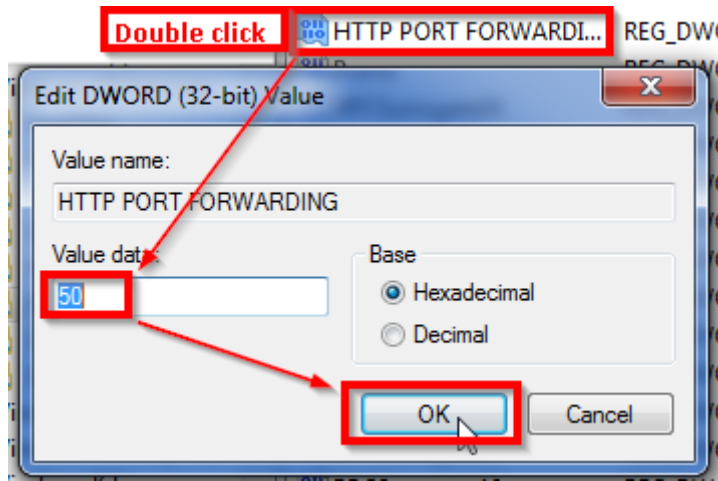 Double click HTTP PORT FORWARDI... REG_DW
Edit DWORD (32-bit) Value
Value name:
HTTP PORT FORWARDING
Value data: Base
50 Hexadecimal
Decimal
OK Cancel